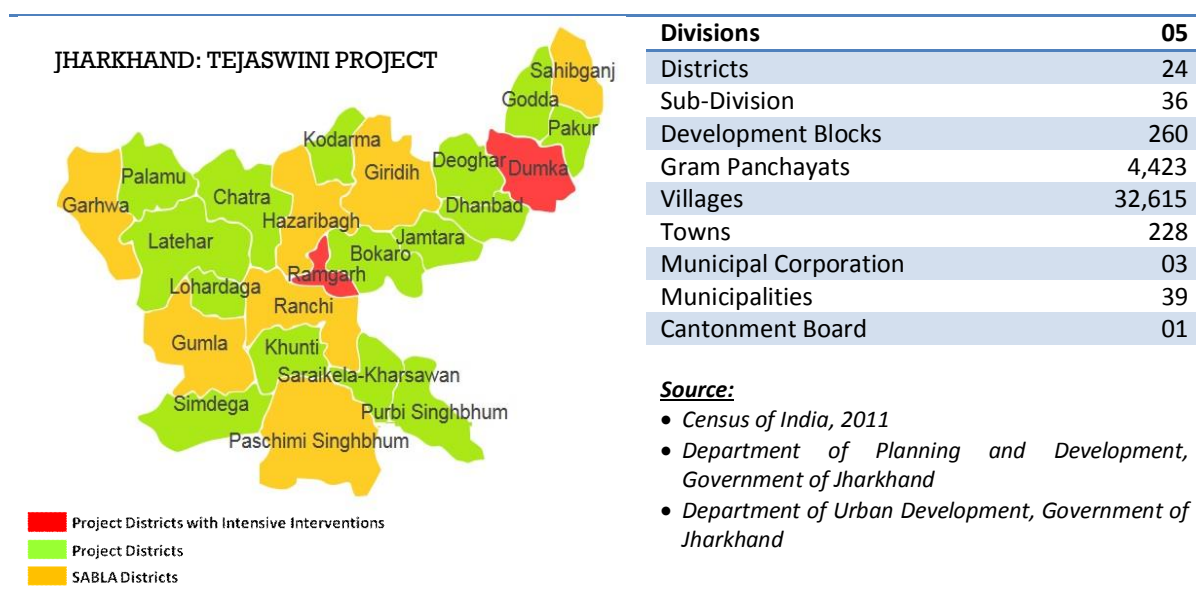 JHARKHAND: TEJASWINI PROJECT
Sahibganj
Godda
Pakur
Kodarma
Deoghar
Dumka
Giridih
Palamu
Chatra
Garhwa
Dhanbad
Hazaribagh
Jamtara
Latehar
Bokaro
Ramgarh
Lohardaga
Ranchi
Gumla
Khunti
Saraikela-Kharsawan
Simdega
Purbi Singhbhum
Paschimi Singhbhum
Project Districts with Intensive Interventions
Project Districts
SABLA Districts
Divisions 05
Districts 24
Sub-Division 36
Development Blocks 260
Gram Panchayats 4,423
Villages 32,615
Towns 228
Municipal Corporation 03
Municipalities 39
Cantonment Board 01
Source:
• Census of India, 2011
• Department of Planning and Development,
Government of Jharkhand
• Department of Urban Development, Government of
Jharkhand